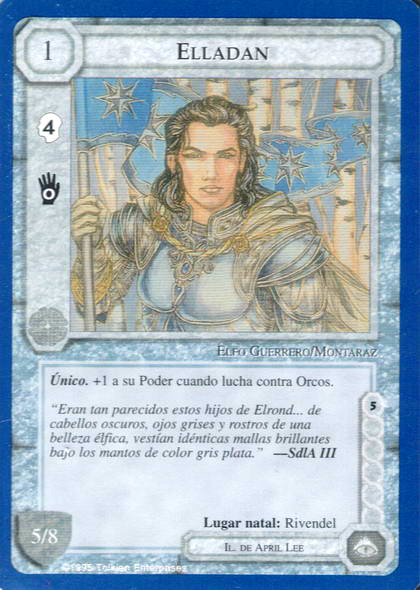 1
ELLADAN
4
0
ELFO GUERRERO/MONTARAZ
Único. +1 a su Poder cuando lucha contra Orcos.
5
“Eran tan parecidos estos hijos de Elrond... de
cabellos oscuros, ojos grises y rostros de una
belleza élfica, vestían idénticas mallas brillantes
bajo los mantos de color gris plata.” —SdlA III
Lugar natal: Rivendel
5/8
IL. DE APRIL LEE
©1995 Tolkien Enterprises